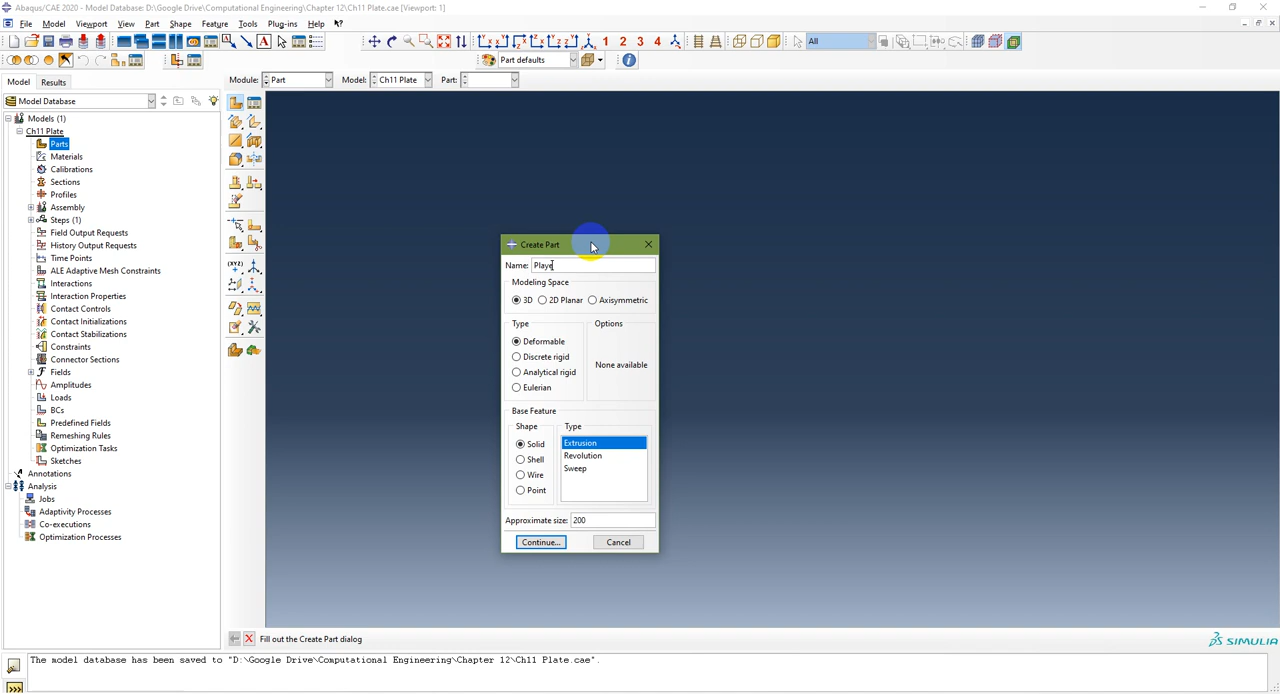 Abaqus/CAE 2020 - Model Database: D:\Google Drive\Computational Engineering\Chapter 12\Ch11 Plate.cae [Viewport: 1]
File Model Viewport View Part Shape Feature Tools Plug-ins Help
1 2 3 4 All
Part defaults
Model Results Module: Part Model: Ch11 Plate Part:
Model Database
Models (1)
Ch11 Plate
Parts
Materials
Calibrations
Sections
Profiles
Assembly
Steps (1)
Field Output Requests
History Output Requests
Time Points
ALE Adaptive Mesh Constraints
Interactions
Interaction Properties
Contact Controls
Contact Initializations
Contact Stabilizations
Constraints
Connector Sections
Fields
Amplitudes
Loads
BCs
Predefined Fields
Remeshing Rules
Optimization Tasks
Sketches
Annotations
Analysis
Jobs
Adaptivity Processes
Co-executions
Optimization Processes
Create Part
Name: Playe
Modeling Space
3D 2D Planar Axisymmetric
Type Options
Deformable
Discrete rigid
Analytical rigid
Eulerian
None available
Base Feature
Shape Type
Solid Extrusion
Shell Revolution
Wire Sweep
Point
Approximate size: 200
Continue... Cancel
Fill out the Create Part dialog
SIMULIA
The model database has been saved to "D:\Google Drive\Computational Engineering\Chapter 12\Ch11 Plate.cae".